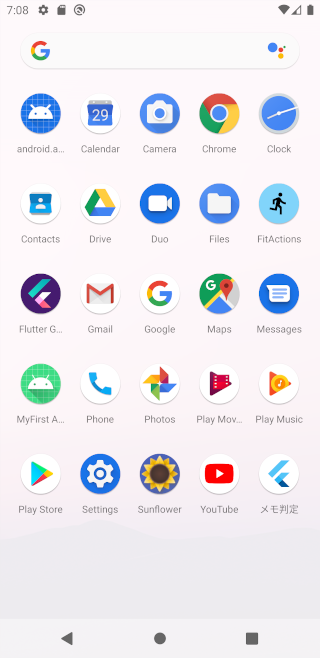 7:08
android.a...
Calendar
Camera
Chrome
Clock
29
Contacts
Drive
Duo
Files
FitActions
Flutter G...
Gmail
Google
Maps
Messages
MyFirst A...
Phone
Photos
Play Mov...
Play Music
Play Store
Settings
Sunflower
YouTube
メモ判定